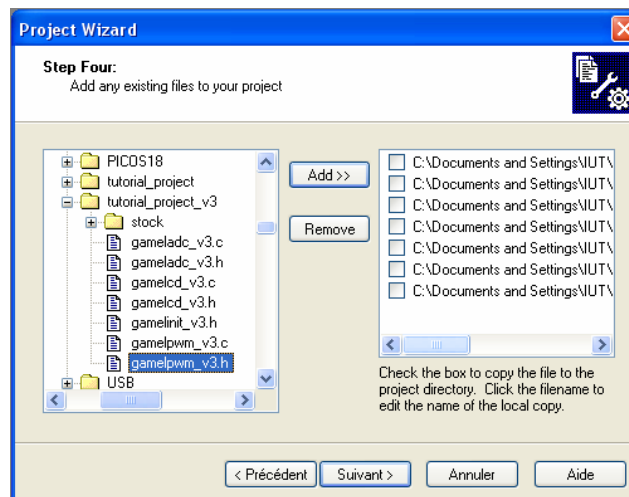 Project Wizard
Step Four:
Add any existing files to your project
PICOS18
tutorial_project
tutorial_project_v3
stock
gameladc_v3.c
gameladc_v3.h
gamelcd_v3.c
gamelcd_v3.h
gamelinit_v3.h
gamelpwm_v3.c
gamelpwm_v3.h
USB
Add >>
Remove
C:\Documents and Settings\IUT\
C:\Documents and Settings\IUT\
C:\Documents and Settings\IUT\
C:\Documents and Settings\IUT\
C:\Documents and Settings\IUT\
C:\Documents and Settings\IUT\
C:\Documents and Settings\IUT\
Check the box to copy the file to the
project directory. Click the filename to
edit the name of the local copy.
< Précédent
Suivant >
Annuler
Aide